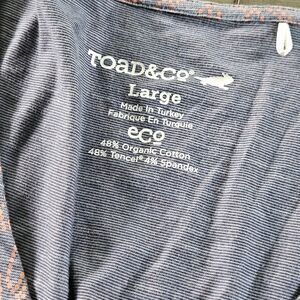 TOAD&CO®
Large
Made In Turkey
Fabriqué En Turquie
eco
48% Organic Cotton
48% Tencel® 4% Spandex